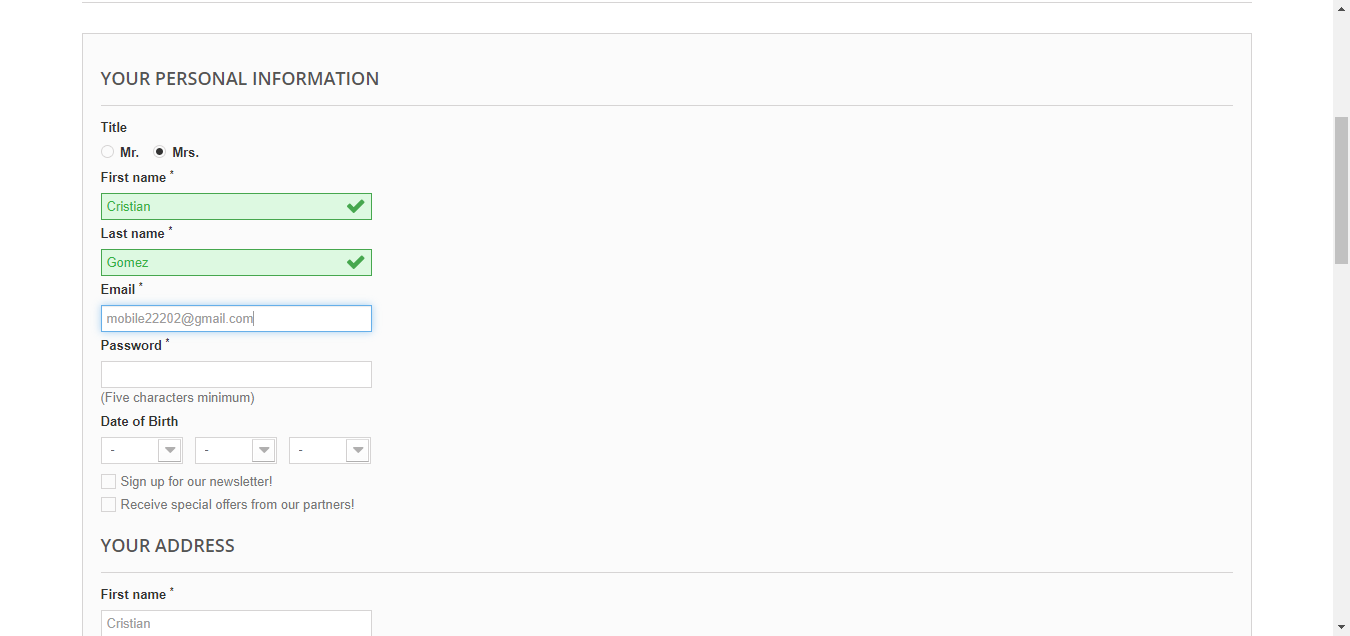 YOUR PERSONAL INFORMATION
Title
Mr. Mrs.
First name *
Cristian
Last name *
Gomez
Email *
mobile22202@gmail.com
Password *
(Five characters minimum)
Date of Birth
- - -
Sign up for our newsletter!
Receive special offers from our partners!
YOUR ADDRESS
First name *
Cristian